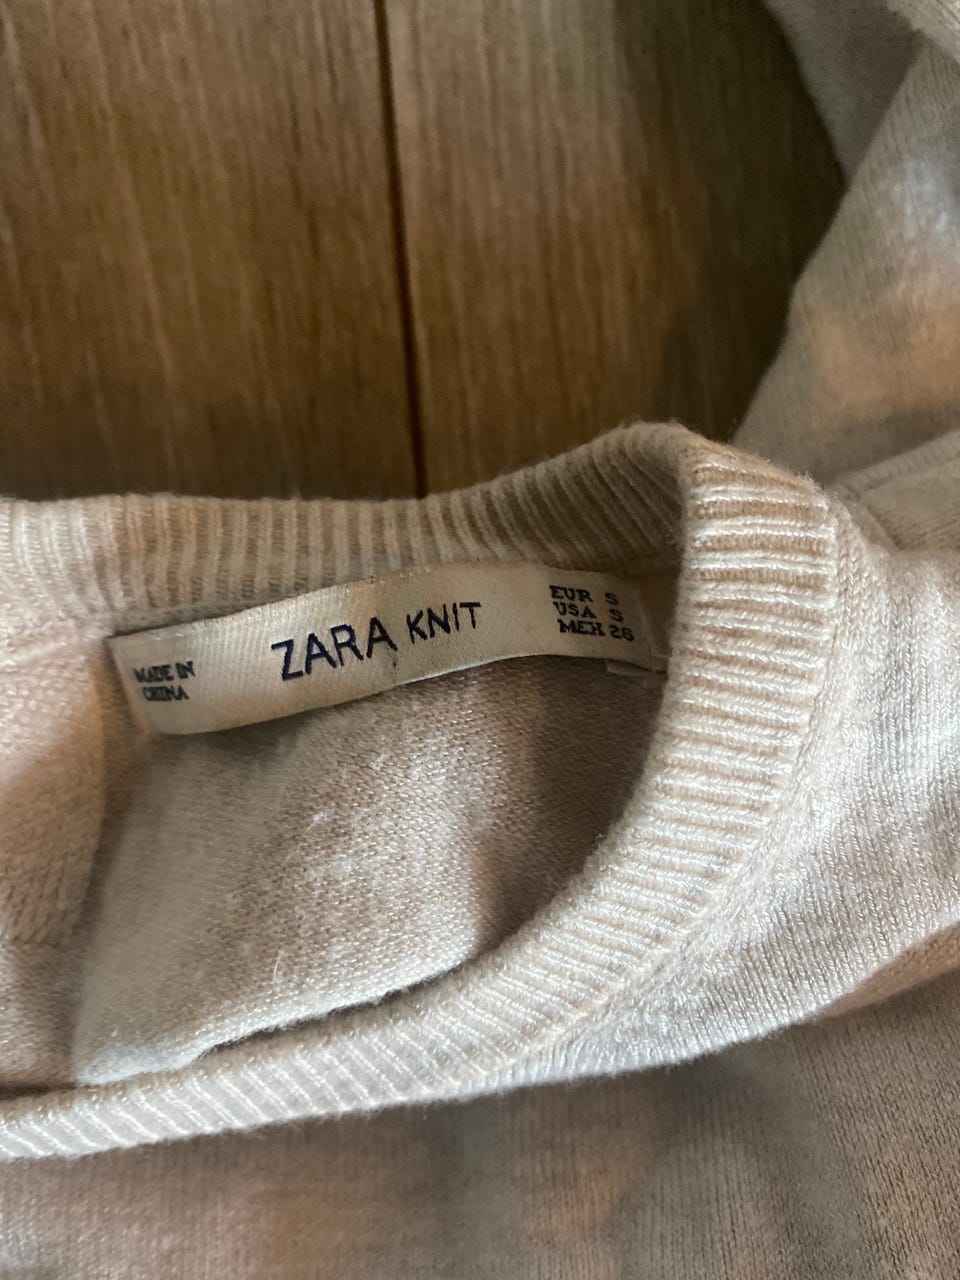 MADE IN
CHINA
ZARA KNIT
EUR S
USA S
MEX 26